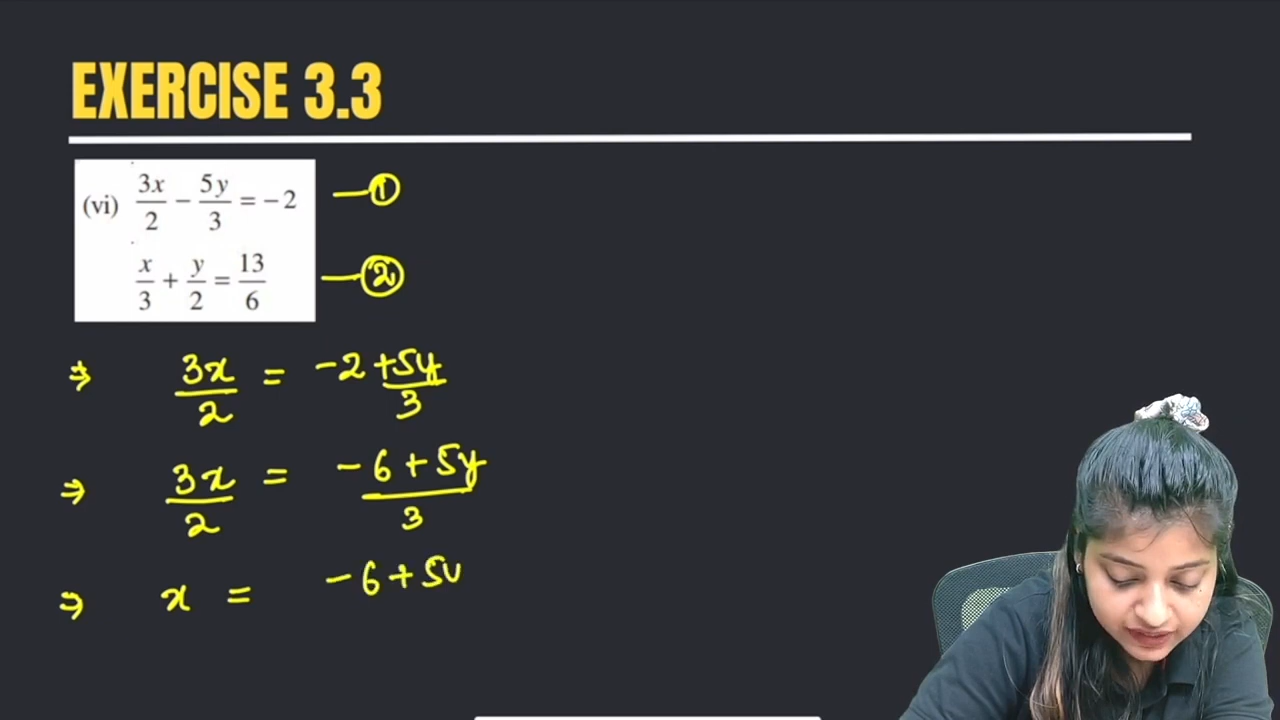 EXERCISE 3.3
(vi) 3x/2 - 5y/3 = -2 —①
x/3 + y/2 = 13/6 —②
⇒ 3x/2 = -2 + 5y/3
⇒ 3x/2 = (-6 + 5y)/3
⇒ x = -6 + 5y